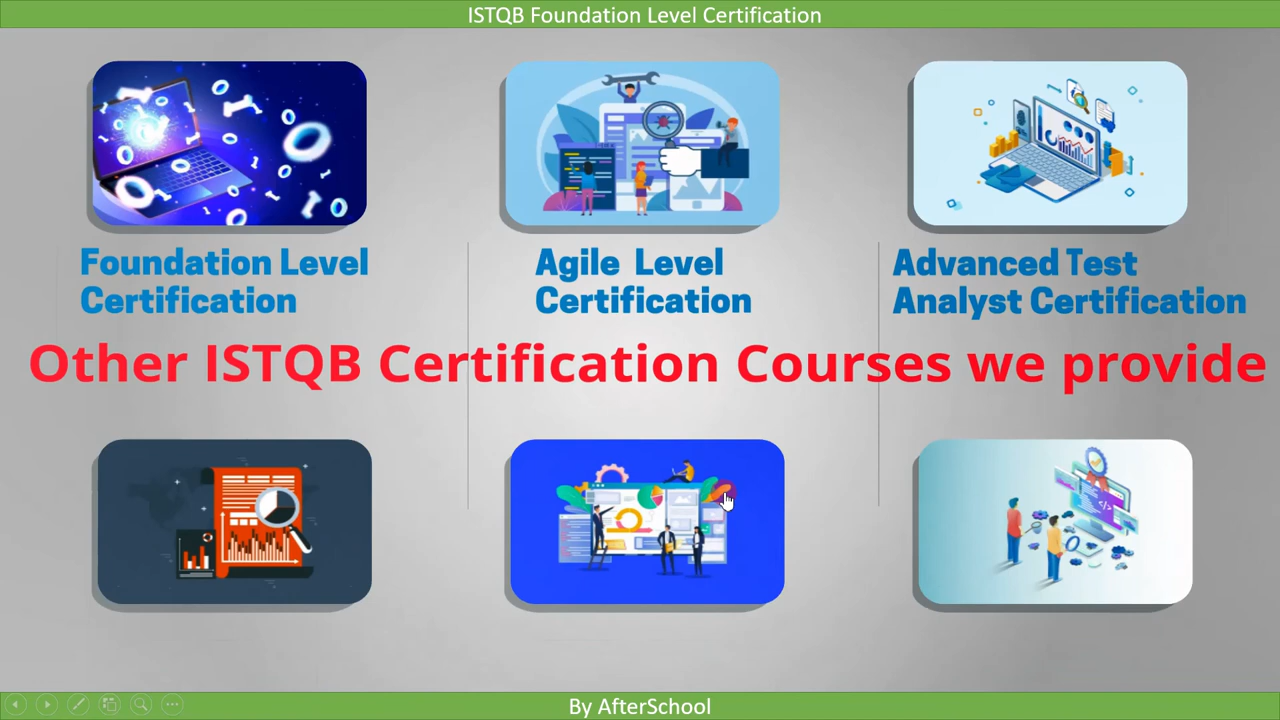 ISTQB Foundation Level Certification
Foundation Level
Certification
Agile Level
Certification
Advanced Test
Analyst Certification
Other ISTQB Certification Courses we provide
By AfterSchool